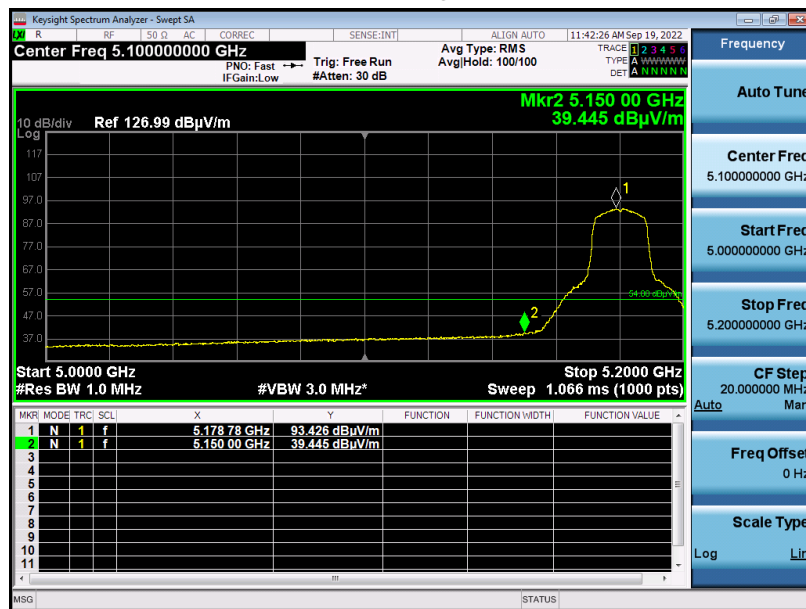 Keysight Spectrum Analyzer - Swept SA
LXI R RF 50 Ω AC CORREC SENSE:INT ALIGN AUTO 11:42:26 AM Sep 19, 2022
Center Freq 5.100000000 GHz
PNO: Fast
IFGain:Low
Trig: Free Run
#Atten: 30 dB
Avg Type: RMS
Avg|Hold: 100/100
TRACE 1 2 3 4 5 6
TYPE A W W W W W
DET A N N N N N
Mkr2 5.150 00 GHz
39.445 dBµV/m
10 dB/div Ref 126.99 dBµV/m
Log
117
107
97.0
87.0
77.0
67.0
57.0
47.0
37.0
1
2
54.00 dBµV/m
Start 5.0000 GHz Stop 5.2000 GHz
#Res BW 1.0 MHz #VBW 3.0 MHz* Sweep 1.066 ms (1000 pts)
MKR MODE TRC SCL X Y FUNCTION FUNCTION WIDTH FUNCTION VALUE
1 N 1 f 5.178 78 GHz 93.426 dBµV/m
2 N 1 f 5.150 00 GHz 39.445 dBµV/m
3
4
5
6
7
8
9
10
11
MSG STATUS
Frequency
Auto Tune
Center Freq
5.100000000 GHz
Start Freq
5.000000000 GHz
Stop Freq
5.200000000 GHz
CF Step
20.000000 MHz
Auto Man
Freq Offset
0 Hz
Scale Type
Log Lin